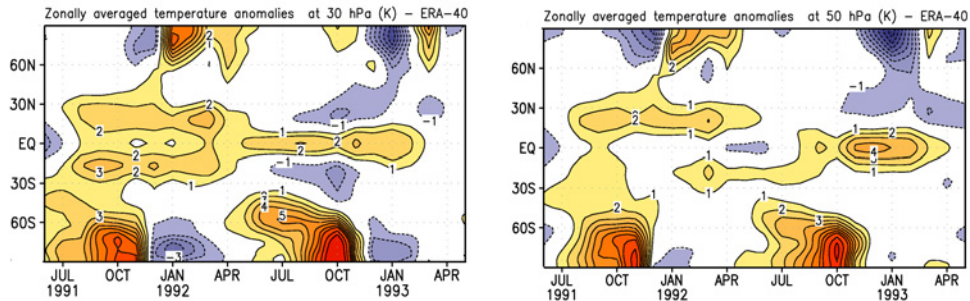 Zonally averaged temperature anomalies at 30 hPa (K) – ERA-40
60N
30N
EQ
30S
60S
2
1
2
2
-1
1
2
2
2
3
2
1
-1
1
1
3
4
5
3
-3
JUL
1991
OCT
JAN
1992
APR
JUL
OCT
JAN
1993
APR
Zonally averaged temperature anomalies at 50 hPa (K) – ERA-40
60N
30N
EQ
30S
60S
2
1
2
2
1
1
1
2
4
3
1
1
1
1
2
2
3
JUL
1991
OCT
JAN
1992
APR
JUL
OCT
JAN
1993
APR